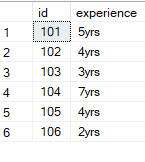 id experience
1 101 5yrs
2 102 4yrs
3 103 3yrs
4 104 7yrs
5 105 4yrs
6 106 2yrs